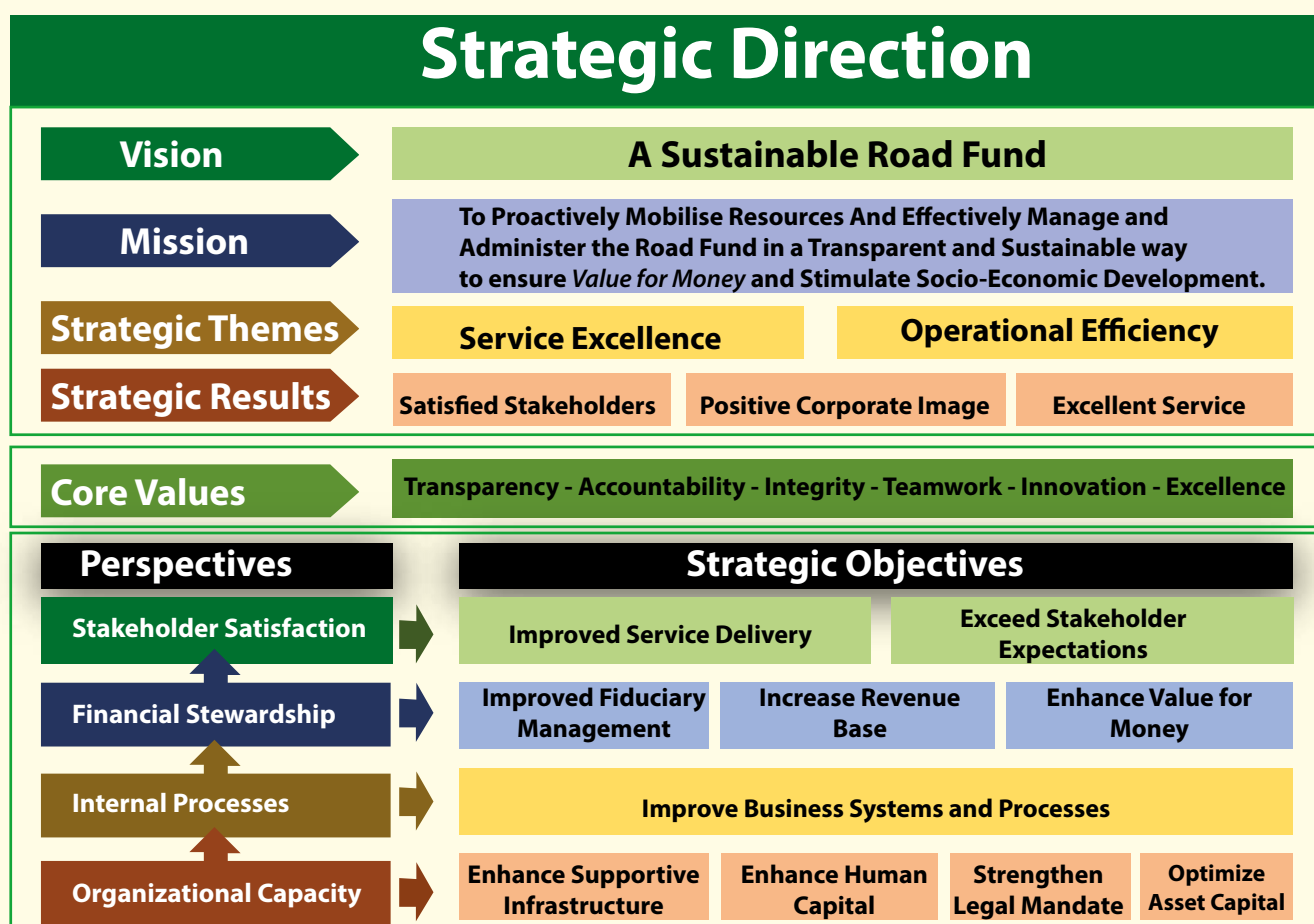 Strategic Direction
Vision
A Sustainable Road Fund
Mission
To Proactively Mobilise Resources And Effectively Manage and
Administer the Road Fund in a Transparent and Sustainable way
to ensure Value for Money and Stimulate Socio-Economic Development.
Strategic Themes
Service Excellence
Operational Efficiency
Strategic Results
Satisfied Stakeholders
Positive Corporate Image
Excellent Service
Core Values
Transparency - Accountability - Integrity - Teamwork - Innovation - Excellence
Perspectives
Strategic Objectives
Stakeholder Satisfaction
Improved Service Delivery
Exceed Stakeholder
Expectations
Financial Stewardship
Improved Fiduciary
Management
Increase Revenue
Base
Enhance Value for
Money
Internal Processes
Improve Business Systems and Processes
Organizational Capacity
Enhance Supportive
Infrastructure
Enhance Human
Capital
Strengthen
Legal Mandate
Optimize
Asset Capital